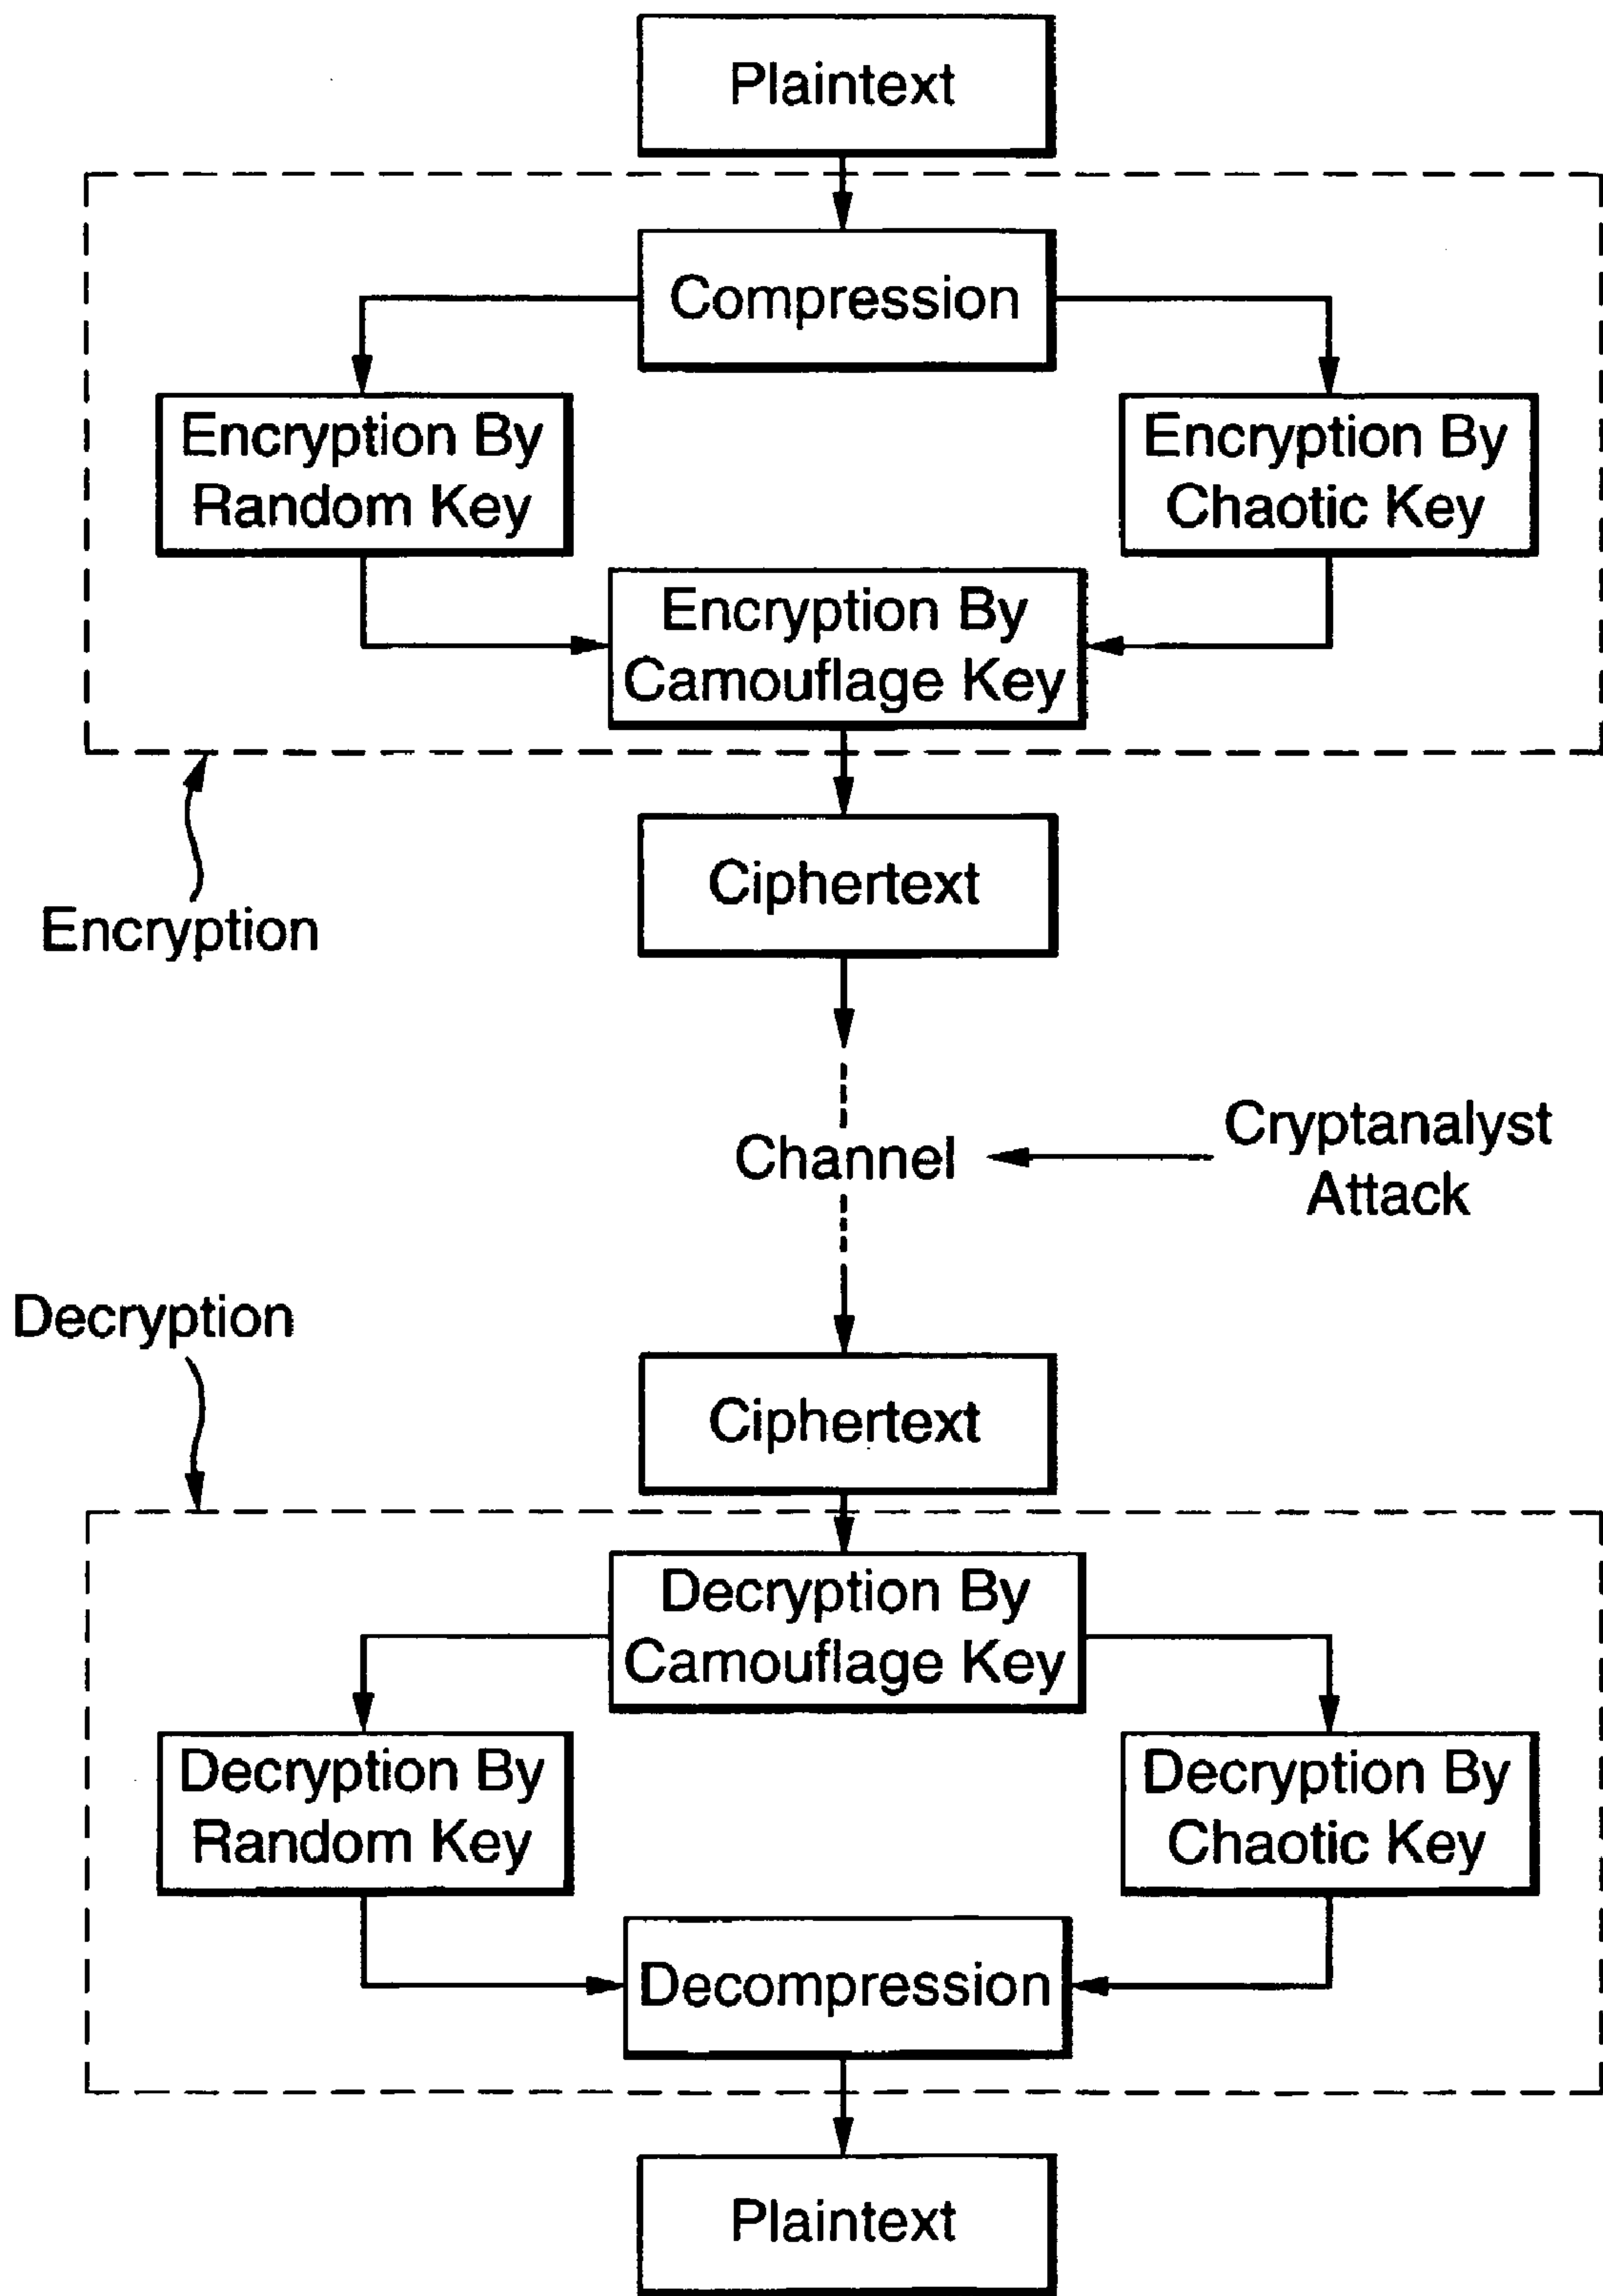 Plaintext
Compression
Encryption By
Random Key
Encryption By
Chaotic Key
Encryption By
Camouflage Key
Encryption
Ciphertext
Channel
Cryptanalyst
Attack
Decryption
Ciphertext
Decryption By
Camouflage Key
Decryption By
Random Key
Decryption By
Chaotic Key
Decompression
Plaintext